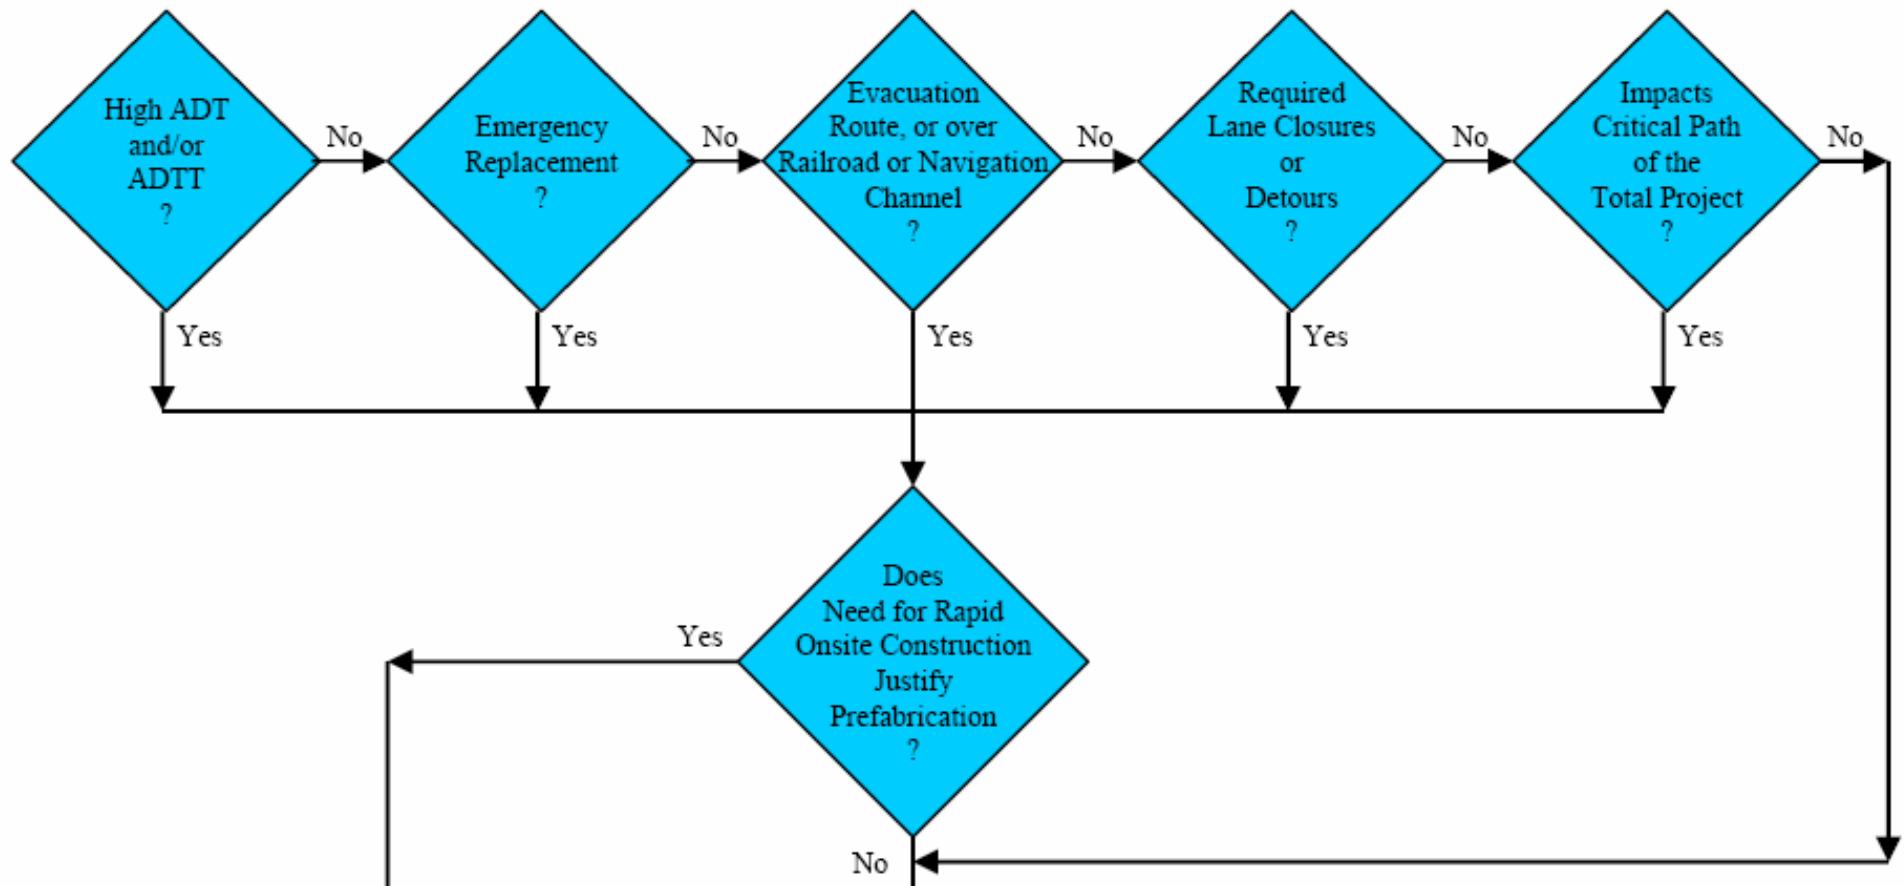 High ADT
and/or
ADTT
?
No
Emergency
Replacement
?
No
Evacuation
Route, or over
Railroad or Navigation
Channel
?
No
Required
Lane Closures
or
Detours
?
No
Impacts
Critical Path
of the
Total Project
?
No
Yes
Yes
Yes
Yes
Yes
Does
Need for Rapid
Onsite Construction
Justify
Prefabrication
?
Yes
No